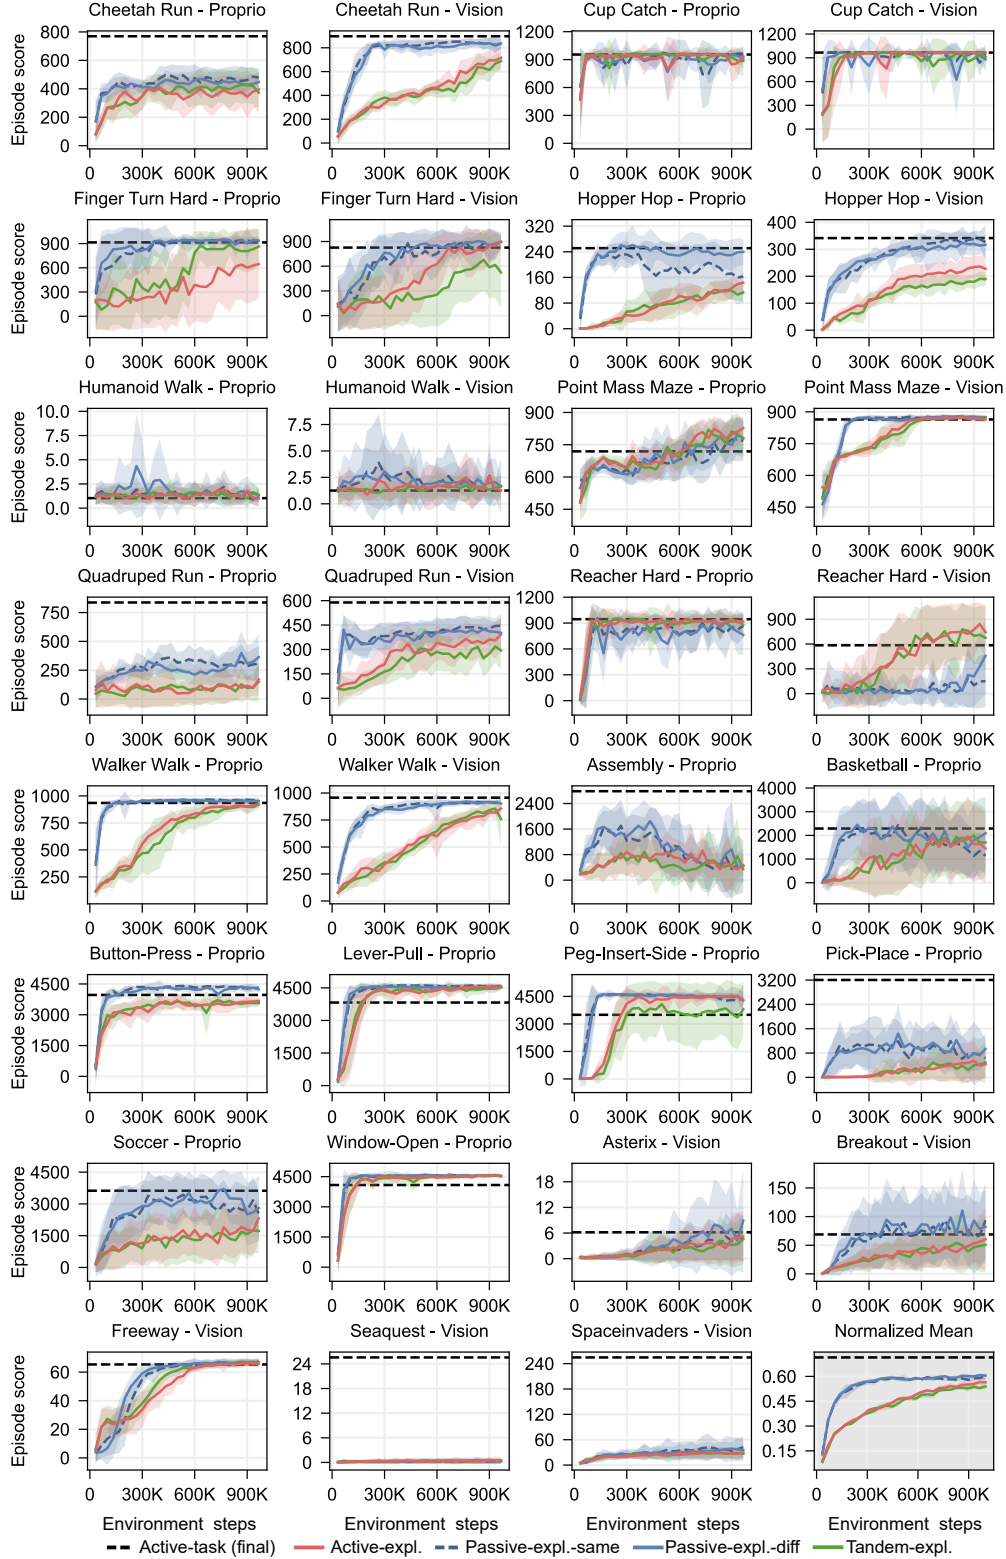 Cheetah Run - Proprio
Cheetah Run - Vision
Cup Catch - Proprio
Cup Catch - Vision
Episode score
800
600
400
200
0
800
600
400
200
0
1200
900
600
300
0
1200
900
600
300
0
0 300K 600K 900K
0 300K 600K 900K
0 300K 600K 900K
0 300K 600K 900K
Finger Turn Hard - Proprio
Finger Turn Hard - Vision
Hopper Hop - Proprio
Hopper Hop - Vision
Episode score
900
600
300
0
900
600
300
0
320
240
160
80
0
400
300
200
100
0
0 300K 600K 900K
0 300K 600K 900K
0 300K 600K 900K
0 300K 600K 900K
Humanoid Walk - Proprio
Humanoid Walk - Vision
Point Mass Maze - Proprio
Point Mass Maze - Vision
Episode score
10.0
7.5
5.0
2.5
0.0
7.5
5.0
2.5
0.0
900
750
600
450
900
750
600
450
0 300K 600K 900K
0 300K 600K 900K
0 300K 600K 900K
0 300K 600K 900K
Quadruped Run - Proprio
Quadruped Run - Vision
Reacher Hard - Proprio
Reacher Hard - Vision
Episode score
750
500
250
0
600
450
300
150
0
1200
900
600
300
0
900
600
300
0
0 300K 600K 900K
0 300K 600K 900K
0 300K 600K 900K
0 300K 600K 900K
Walker Walk - Proprio
Walker Walk - Vision
Assembly - Proprio
Basketball - Proprio
Episode score
1000
750
500
250
1000
750
500
250
0
2400
1600
800
0
4000
3000
2000
1000
0
0 300K 600K 900K
0 300K 600K 900K
0 300K 600K 900K
0 300K 600K 900K
Button-Press - Proprio
Lever-Pull - Proprio
Peg-Insert-Side - Proprio
Pick-Place - Proprio
Episode score
4500
3000
1500
0
4500
3000
1500
0
4500
3000
1500
0
3200
2400
1600
800
0
0 300K 600K 900K
0 300K 600K 900K
0 300K 600K 900K
0 300K 600K 900K
Soccer - Proprio
Window-Open - Proprio
Asterix - Vision
Breakout - Vision
Episode score
4500
3000
1500
0
4500
3000
1500
0
18
12
6
0
150
100
50
0
0 300K 600K 900K
0 300K 600K 900K
0 300K 600K 900K
0 300K 600K 900K
Freeway - Vision
Seaquest - Vision
Spaceinvaders - Vision
Normalized Mean
Episode score
60
40
20
0
24
18
12
6
0
240
180
120
60
0
0.60
0.45
0.30
0.15
0 300K 600K 900K
0 300K 600K 900K
0 300K 600K 900K
0 300K 600K 900K
Environment steps
Environment steps
Environment steps
Environment steps
Active-task (final)
Active-expl.
Passive-expl.-same
Passive-expl.-diff
Tandem-expl.